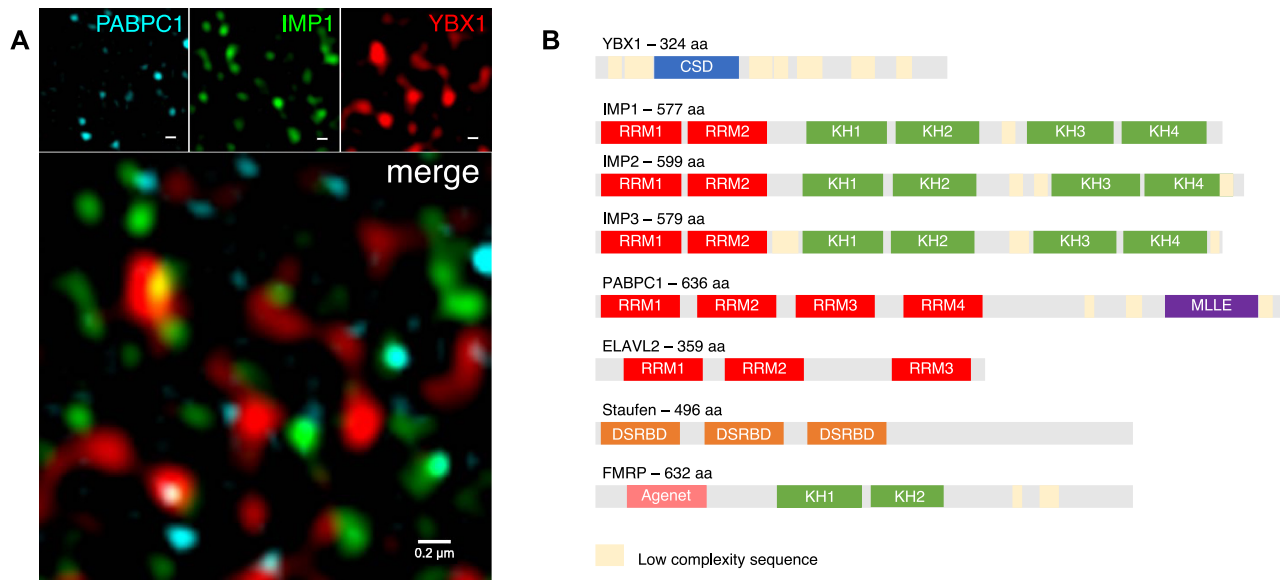 A
PABPC1
IMP1
YBX1
merge
0.2 µm
B
YBX1 – 324 aa
CSD
IMP1 – 577 aa
RRM1 RRM2 KH1 KH2 KH3 KH4
IMP2 – 599 aa
RRM1 RRM2 KH1 KH2 KH3 KH4
IMP3 – 579 aa
RRM1 RRM2 KH1 KH2 KH3 KH4
PABPC1 – 636 aa
RRM1 RRM2 RRM3 RRM4 MLLE
ELAVL2 – 359 aa
RRM1 RRM2 RRM3
Staufen – 496 aa
DSRBD DSRBD DSRBD
FMRP – 632 aa
Agenet KH1 KH2
Low complexity sequence